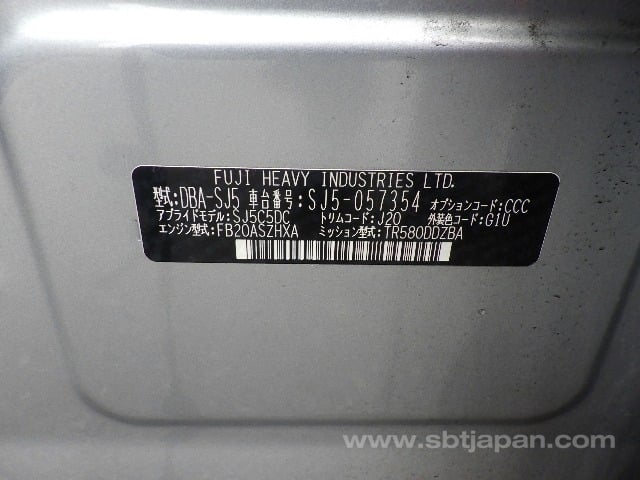 FUJI HEAVY INDUSTRIES LTD.
型式:DBA-SJ5 車台番号:SJ5-057354 オプションコード:CCC
アプライドモデル:SJ5C5DC トリムコード:J20 外装色コード:G1U
エンジン型式:FB20ASZHXA ミッション型式:TR580DDZBA
www.sbtjapan.com